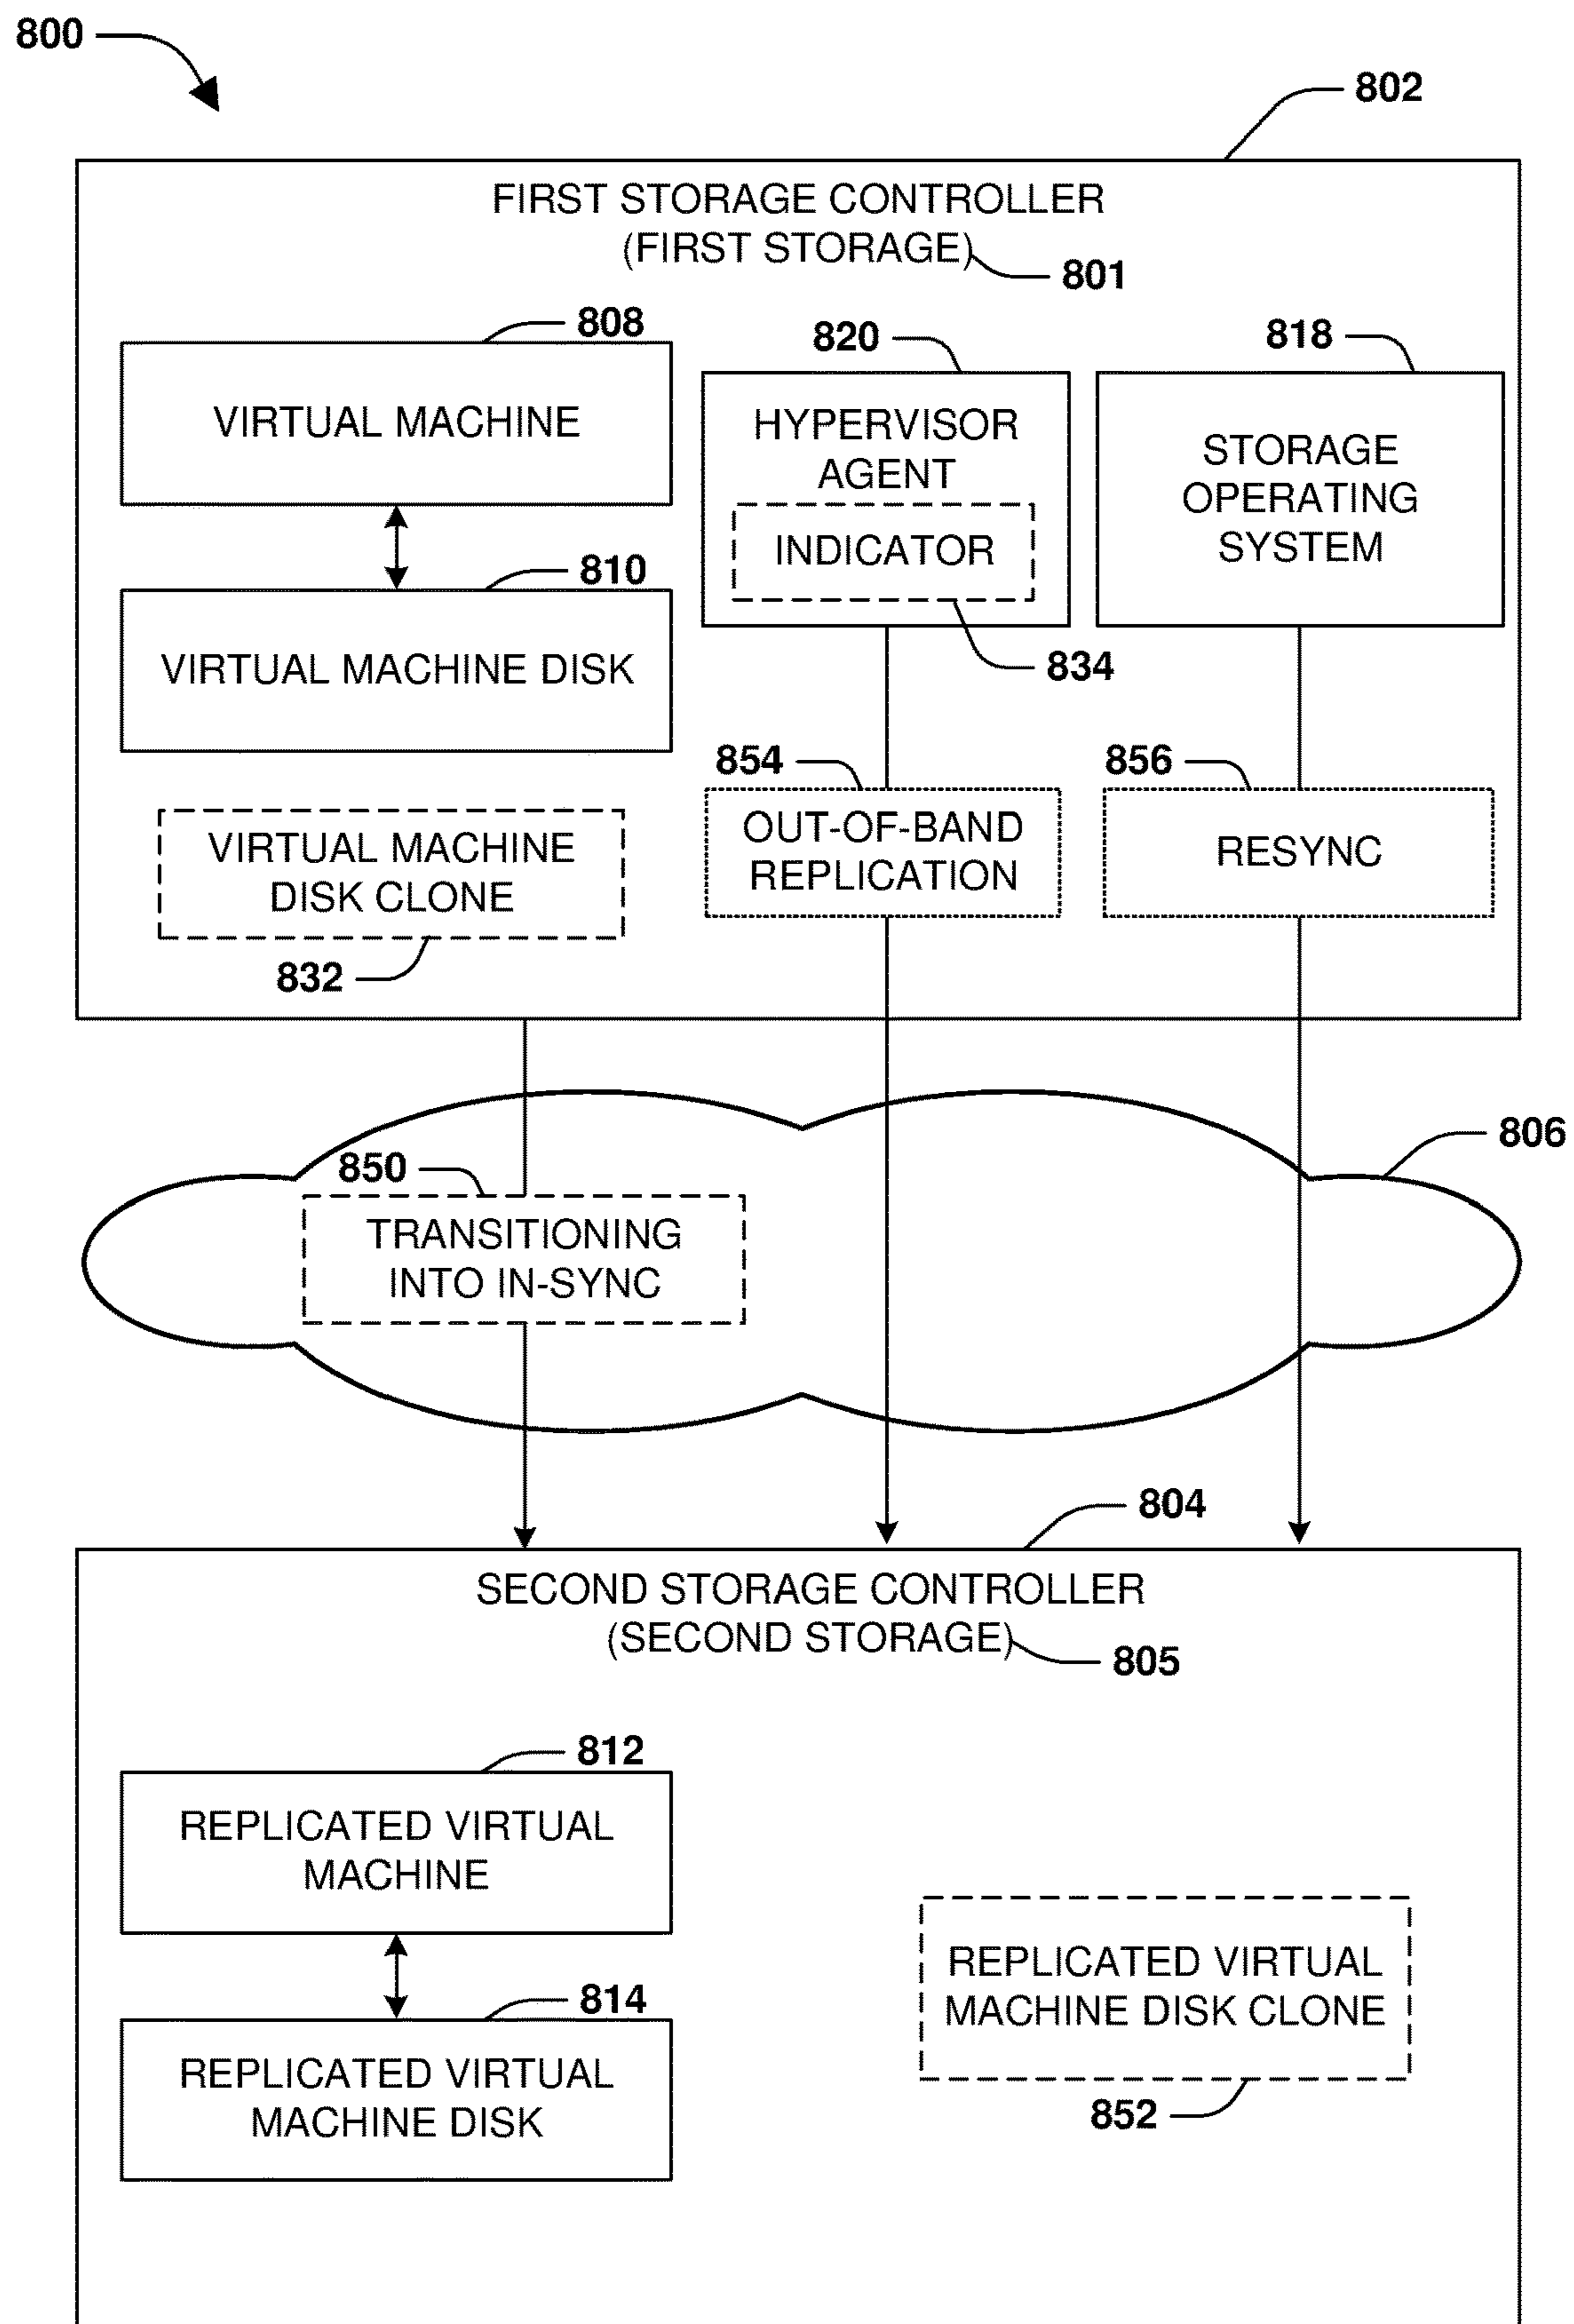 800
802
FIRST STORAGE CONTROLLER
(FIRST STORAGE)
801
808
820
818
VIRTUAL MACHINE
HYPERVISOR
AGENT
INDICATOR
STORAGE
OPERATING
SYSTEM
810
VIRTUAL MACHINE DISK
834
854
856
VIRTUAL MACHINE
DISK CLONE
OUT-OF-BAND
REPLICATION
RESYNC
832
806
850
TRANSITIONING
INTO IN-SYNC
804
SECOND STORAGE CONTROLLER
(SECOND STORAGE)
805
812
REPLICATED VIRTUAL
MACHINE
814
REPLICATED VIRTUAL
MACHINE DISK
REPLICATED VIRTUAL
MACHINE DISK CLONE
852